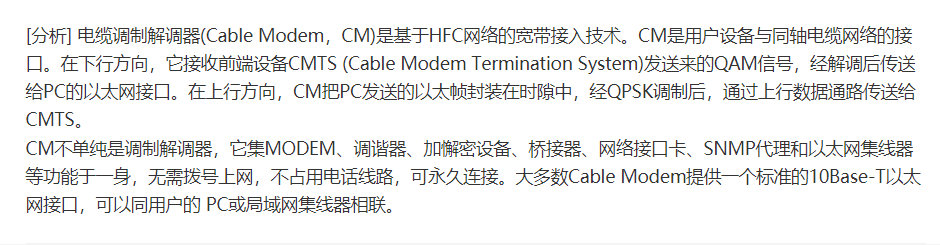 [分析] 电缆调制解调器(Cable Modem，CM)是基于HFC网络的宽带接入技术。CM是用户设备与同轴电缆网络的接
口。在下行方向，它接收前端设备CMTS (Cable Modem Termination System)发送来的QAM信号，经解调后传送
给PC的以太网接口。在上行方向，CM把PC发送的以太帧封装在时隙中，经QPSK调制后，通过上行数据通路传送给
CMTS。
CM不单纯是调制解调器，它集MODEM、调谐器、加解密设备、桥接器、网络接口卡、SNMP代理和以太网集线器
等功能于一身，无需拨号上网，不占用电话线路，可永久连接。大多数Cable Modem提供一个标准的10Base-T以太
网接口，可以同用户的 PC或局域网集线器相联。